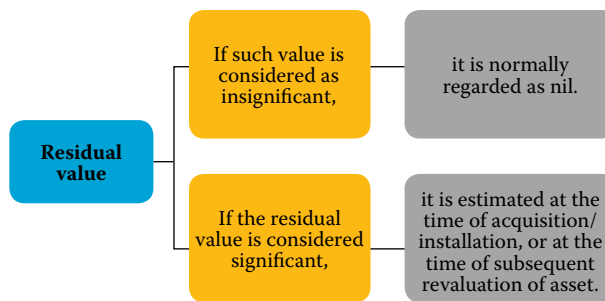 Residual
value
If such value is
considered as
insignificant,
it is normally
regarded as nil.
If the residual
value is considered
significant,
it is estimated at the
time of acquisition/
installation, or at the
time of subsequent
revaluation of asset.